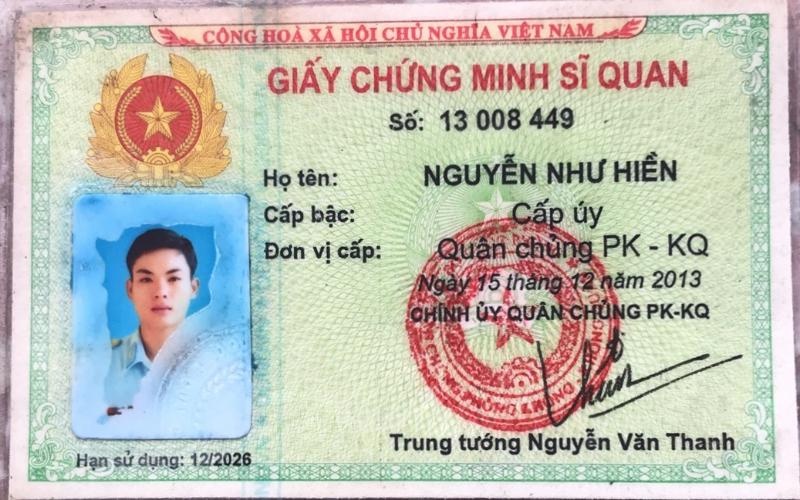 CỘNG HOÀ XÃ HỘI CHỦ NGHĨA VIỆT NAM
GIẤY CHỨNG MINH SĨ QUAN
Số: 13 008 449
Họ tên: NGUYỄN NHƯ HIỀN
Cấp bậc: Cấp úy
Đơn vị cấp: Quân chủng PK - KQ
Ngày 15 tháng 12 năm 2013
CHÍNH ỦY QUÂN CHỦNG PK-KQ
Trung tướng Nguyễn Văn Thanh
Hạn sử dụng: 12/2026